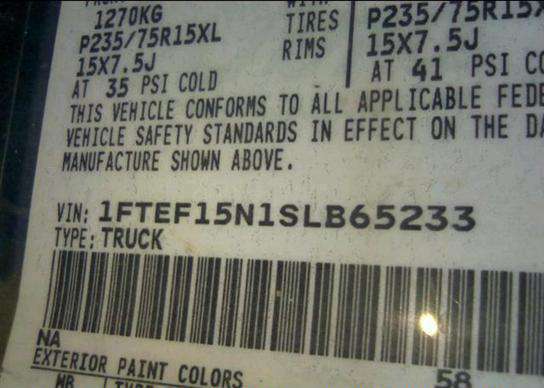 1270KG
P235/75R15XL
15X7.5J
AT 35 PSI COLD
TIRES
RIMS
15X7.5J
AT 41 PSI
THIS VEHICLE CONFORMS TO ALL APPLICABLE
VEHICLE SAFETY STANDARDS IN EFFECT ON THE
MANUFACTURE SHOWN ABOVE.
VIN: 1FTEF15N1SLB65233
TYPE: TRUCK
NA
EXTERIOR PAINT COLORS
58